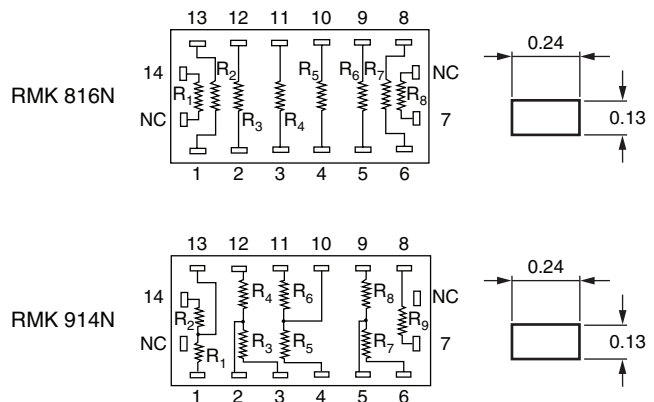 13 12 11 10 9 8
14 R1 R2 R3 R4 R5 R6 R7 R8 NC
RMK 816N
NC 7
1 2 3 4 5 6
0.24
0.13
13 12 11 10 9 8
14 R2 R4 R6 R8 NC
RMK 914N
NC R1 R3 R5 R7 R9 7
1 2 3 4 5 6
0.24
0.13